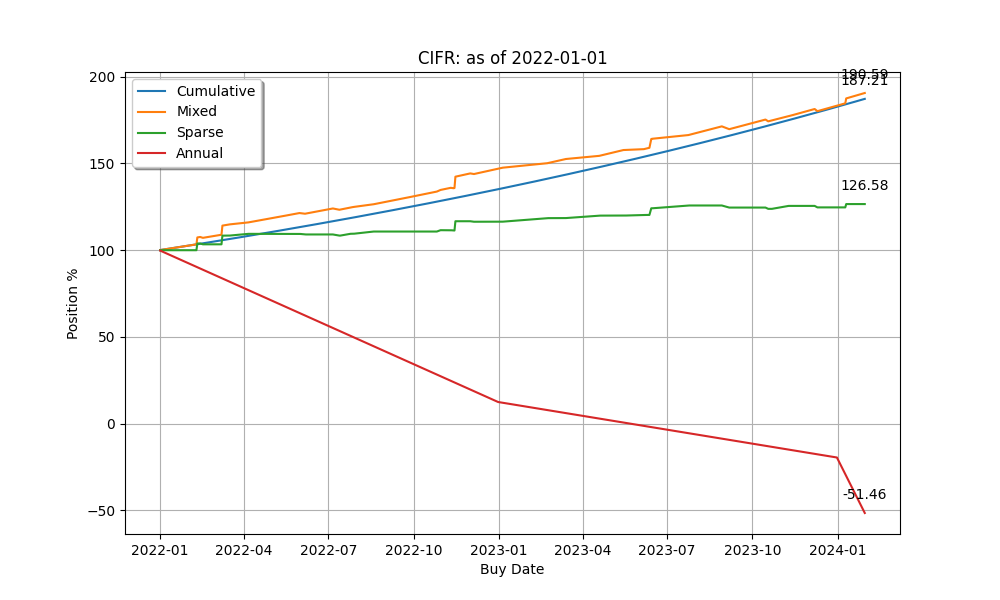 CIFR: as of 2022-01-01
Cumulative
Mixed
Sparse
Annual
190.59
187.21
126.58
-51.46
200
150
100
50
0
−50
Position %
2022-01 2022-04 2022-07 2022-10 2023-01 2023-04 2023-07 2023-10 2024-01
Buy Date